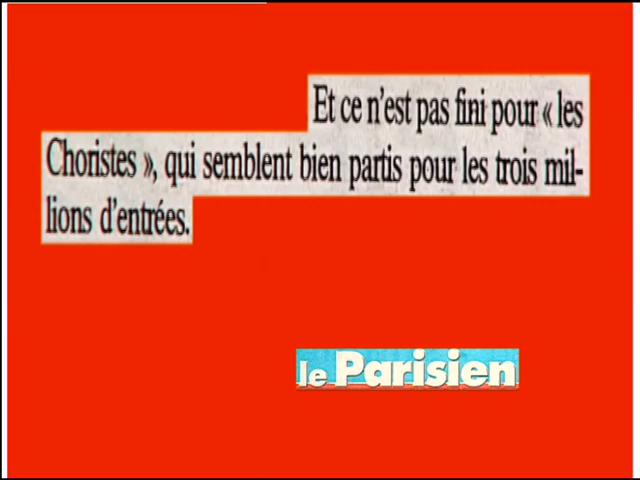 Et ce n'est pas fini pour « les
Choristes », qui semblent bien partis pour les trois mil-
lions d'entrées.
le Parisien